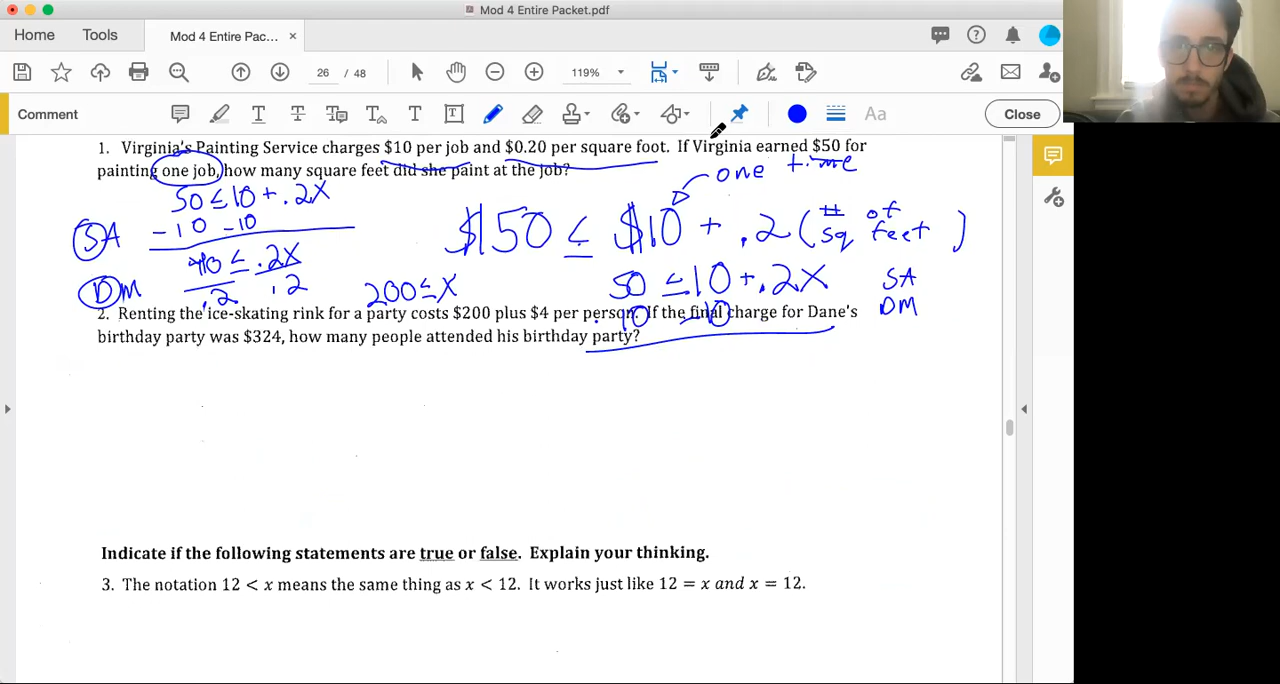 Mod 4 Entire Packet.pdf
Home
Tools
Mod 4 Entire Pac...
26 / 48
119%
Comment
Aa
Close
1. Virginia's Painting Service charges $10 per job and $0.20 per square foot. If Virginia earned $50 for
painting one job, how many square feet did she paint at the job?
one time
50 ≤ 10 + .2X
-10 -10
SA
40 ≤ .2X
.2 .2
DM
200 ≤ X
$50 ≤ $10 + .2 ( # of
sq feet )
50 ≤ 10 + .2X
SA
DM
-10 -10
2. Renting the ice-skating rink for a party costs $200 plus $4 per person. If the final charge for Dane's
birthday party was $324, how many people attended his birthday party?
Indicate if the following statements are true or false. Explain your thinking.
3. The notation 12 < x means the same thing as x < 12. It works just like 12 = x and x = 12.